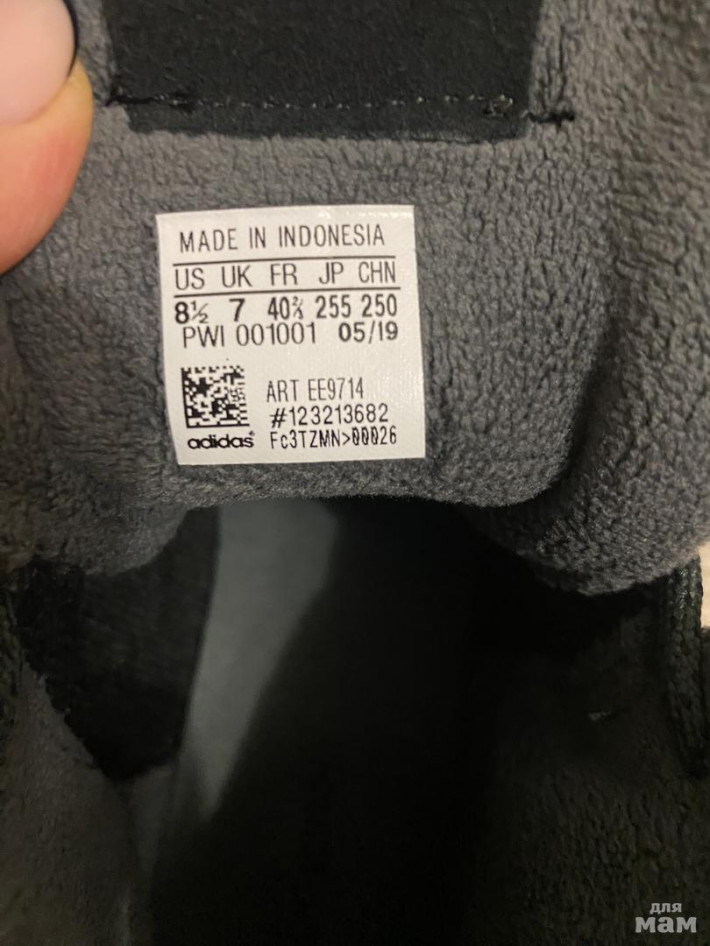 MADE IN INDONESIA
US UK FR JP CHN
8½ 7 40⅔ 255 250
PWI 001001 05/19
ART EE9714
#123213682
adidas Fc3TZMN>00026
для
мам